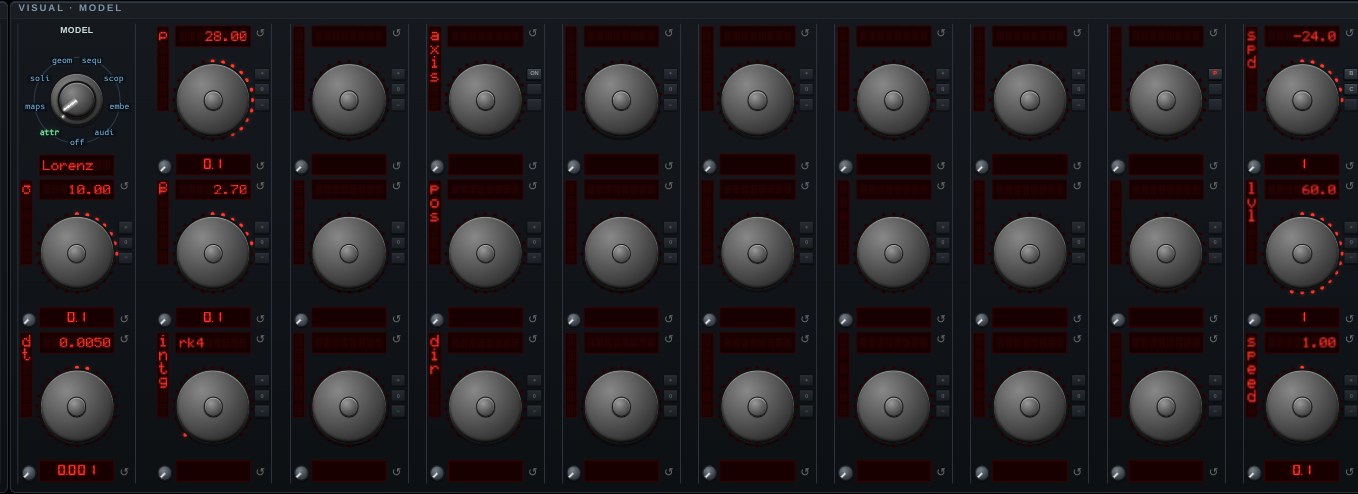 VISUAL · MODEL
MODEL
geom sequ
soli scop
maps embe
attr audi
off
Lorenz
ρ 28.00
0.1
axis
ON
P
spd -24.0
B
C
1
σ 10.00
0.1
β 2.70
0.1
pos
lvl 60.0
1
dt 0.0050
0.001
intg rk4
dir
speed 1.00
0.1